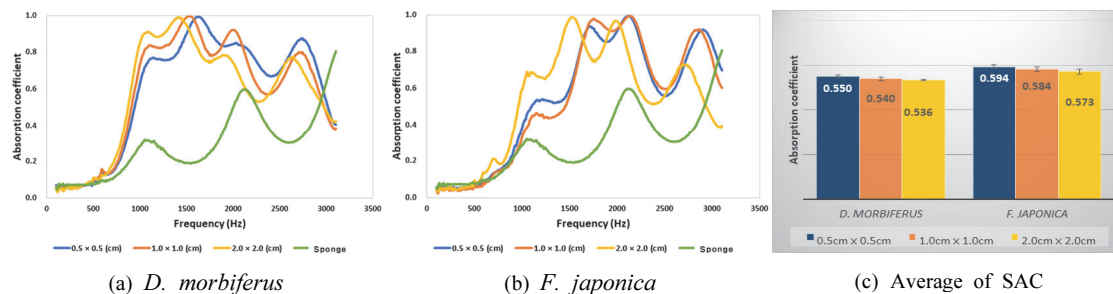 Absorption coefficient
1.0
0.8
0.6
0.4
0.2
0.0
0 500 1000 1500 2000 2500 3000 3500
Frequency (Hz)
0.5 × 0.5 (cm) 1.0 × 1.0 (cm) 2.0 × 2.0 (cm) Sponge
(a) D. morbiferus
Absorption coefficient
1.0
0.8
0.6
0.4
0.2
0.0
0 500 1000 1500 2000 2500 3000 3500
Frequency (Hz)
0.5 × 0.5 (cm) 1.0 × 1.0 (cm) 2.0 × 2.0 (cm) Sponge
(b) F. japonica
Absorption coefficient
0.550 0.540 0.536 0.594 0.584 0.573
D. MORBIFERUS F. JAPONICA
0.5cm x 0.5cm 1.0cm x 1.0cm 2.0cm x 2.0cm
(c) Average of SAC